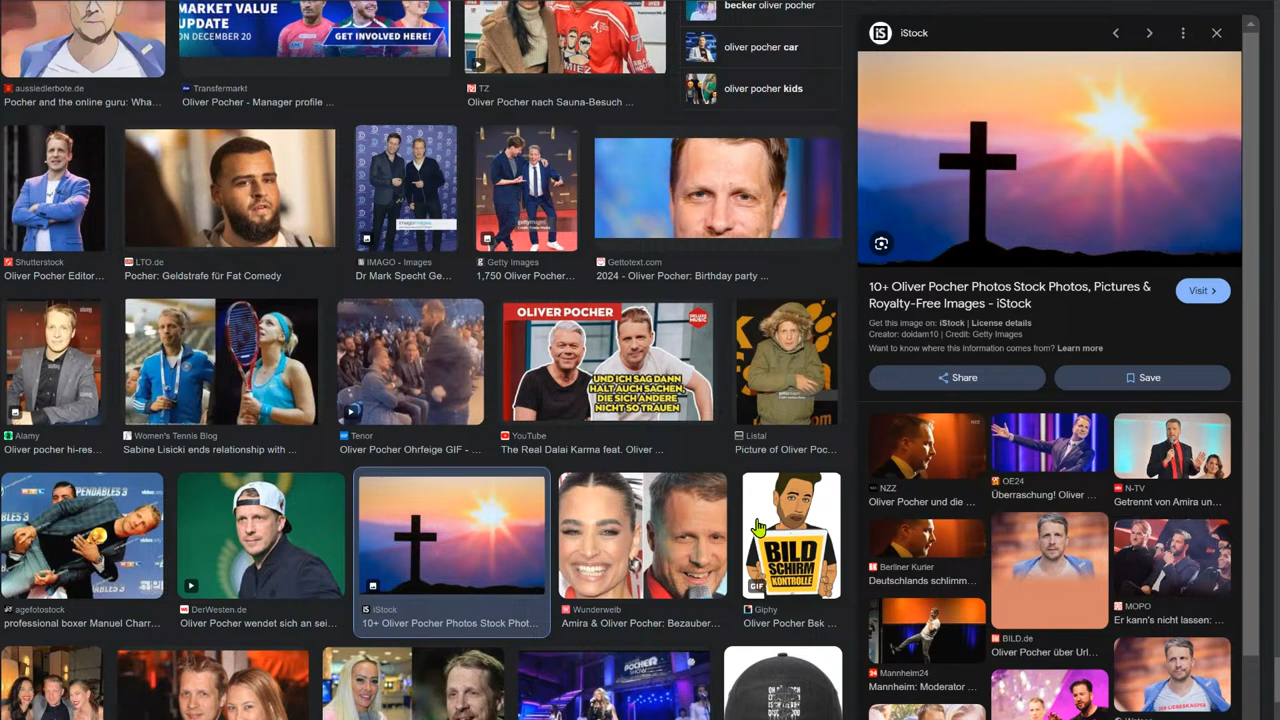 MARKET VALUE
UPDATE
ON DECEMBER 20
GET INVOLVED HERE!
becker oliver pocher
oliver pocher car
oliver pocher kids
aussiedlerbote.de
Pocher and the online guru: Wha...
Transfermarkt
Oliver Pocher - Manager profile ...
TZ
Oliver Pocher nach Sauna-Besuch ...
Shutterstock
Oliver Pocher Editor...
LTO.de
Pocher: Geldstrafe für Fat Comedy
IMAGO - Images
Dr Mark Specht Ge...
Getty Images
1,750 Oliver Pocher...
Gettotext.com
2024 - Oliver Pocher: Birthday party ...
OLIVER POCHER
DELUXE
MUSIC
UND ICH SAG DANN
HALT AUCH SACHEN,
DIE SICH ANDERE
NICHT SO TRAUEN
Alamy
Oliver pocher hi-res...
Women's Tennis Blog
Sabine Lisicki ends relationship with ...
Tenor
Oliver Pocher Ohrfeige GIF - ...
YouTube
The Real Dalai Karma feat. Oliver ...
Listal
Picture of Oliver Poc...
BILD
SCHIRM
KONTROLLE
GIF
agefotostock
professional boxer Manuel Charr...
DerWesten.de
Oliver Pocher wendet sich an sei...
iStock
10+ Oliver Pocher Photos Stock Phot...
Wunderweib
Amira & Oliver Pocher: Bezauber...
Giphy
Oliver Pocher Bsk ...
POCHER
iS
iStock
10+ Oliver Pocher Photos Stock Photos, Pictures &
Royalty-Free Images - iStock
Visit
Get this image on: iStock | License details
Creator: doidam10 | Credit: Getty Images
Want to know where this information comes from? Learn more
Share
Save
NZZ
NZZ
Oliver Pocher und die ...
OE24
Überraschung! Oliver ...
N-TV
Getrennt von Amira un...
Berliner Kurier
Deutschlands schlimm...
BILD.de
Oliver Pocher über Url...
MOPO
Er kann's nicht lassen: ...
Mannheim24
Mannheim: Moderator ...
DER LIEBESKASPER